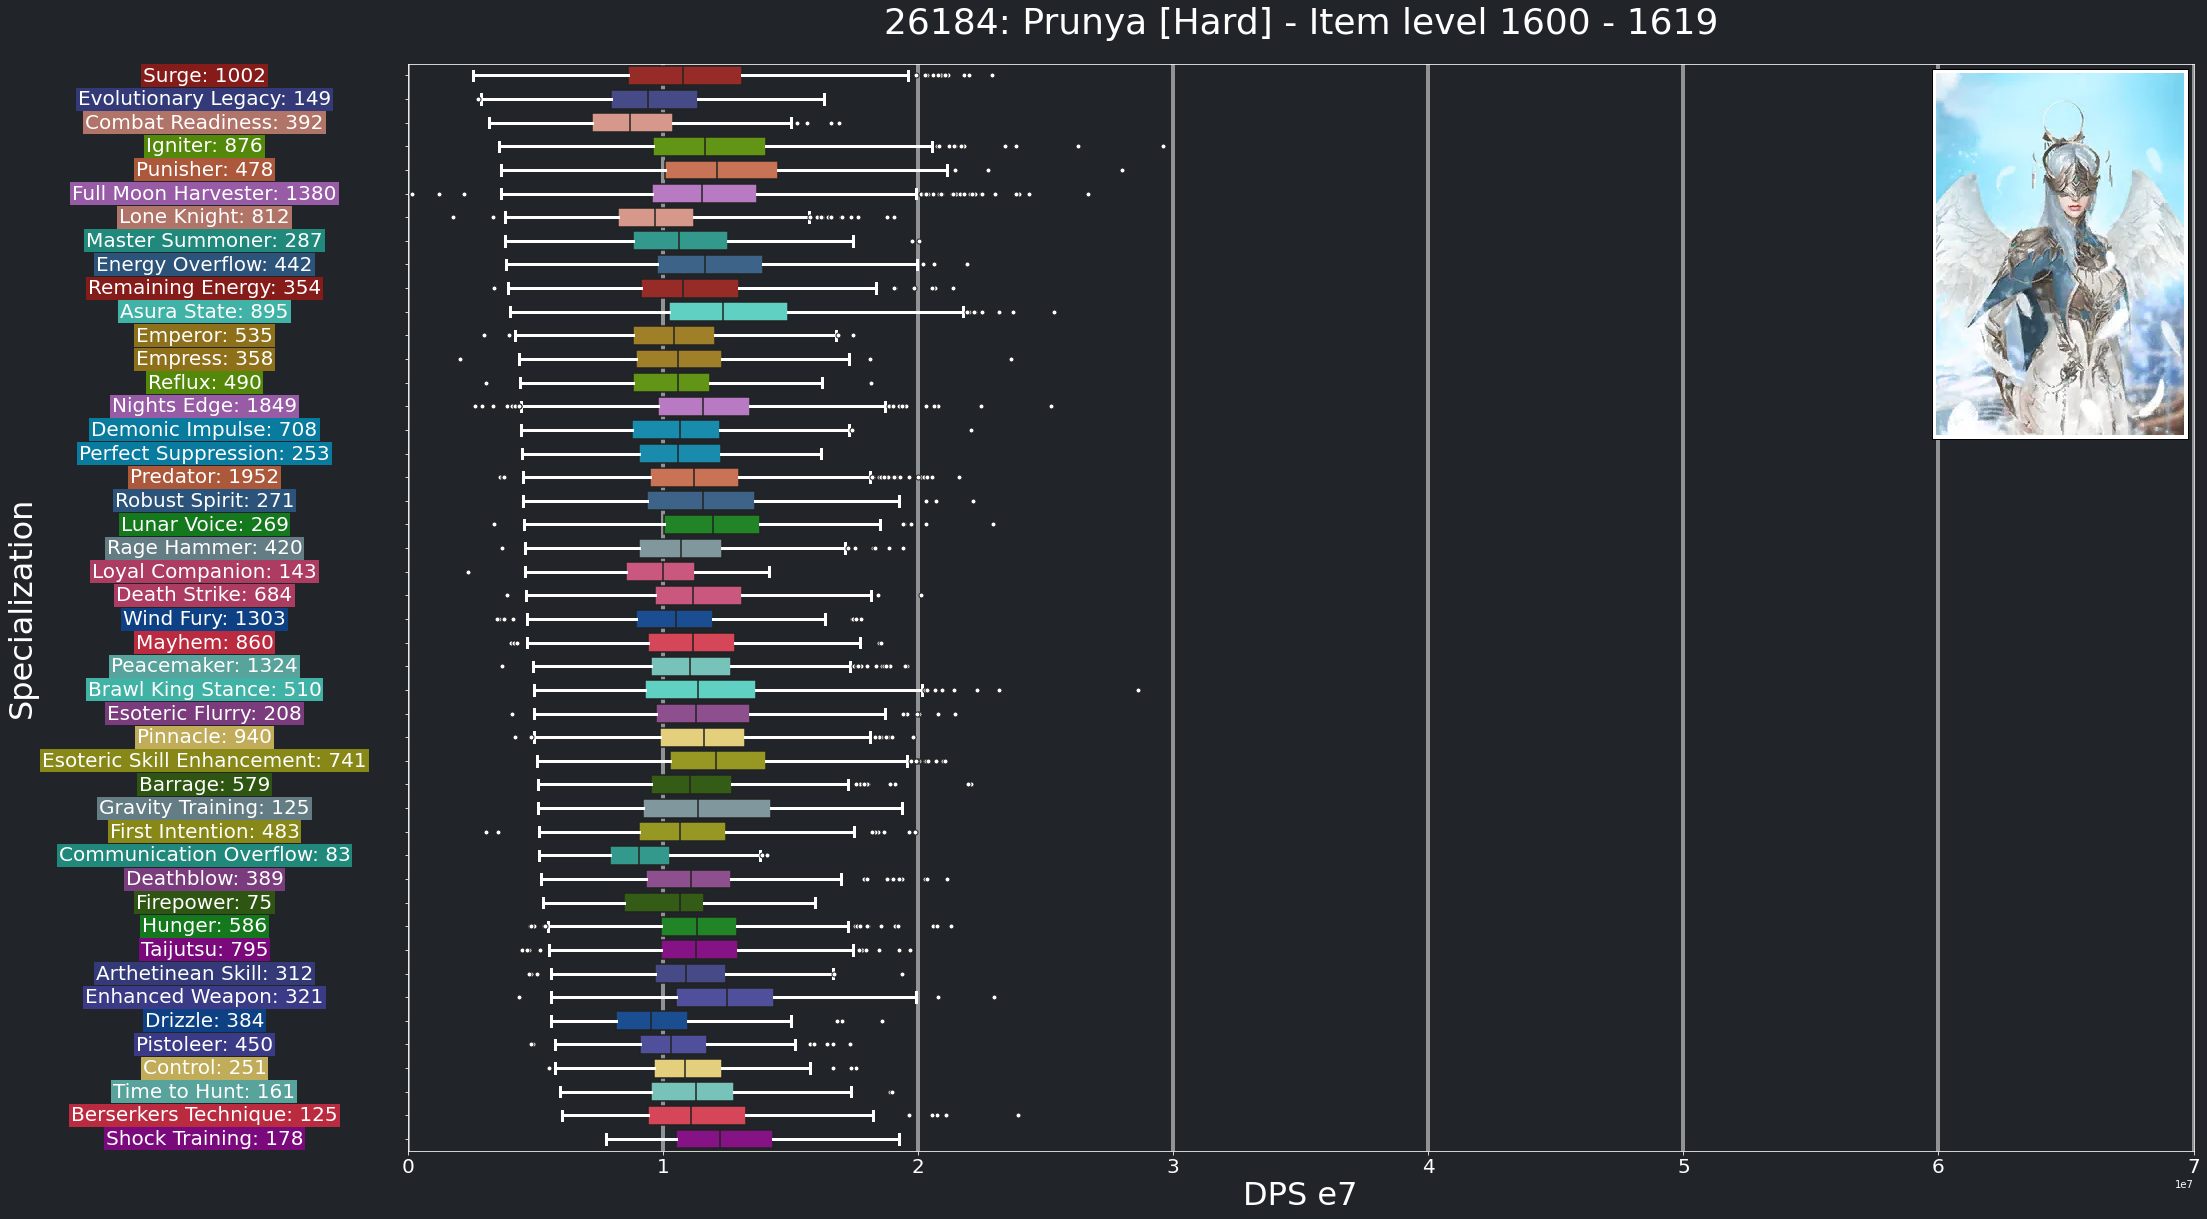 26184: Prunya [Hard] - Item level 1600 - 1619
Surge: 1002
Evolutionary Legacy: 149
Combat Readiness: 392
Igniter: 876
Punisher: 478
Full Moon Harvester: 1380
Lone Knight: 812
Master Summoner: 287
Energy Overflow: 442
Remaining Energy: 354
Asura State: 895
Emperor: 535
Empress: 358
Reflux: 490
Nights Edge: 1849
Demonic Impulse: 708
Perfect Suppression: 253
Predator: 1952
Robust Spirit: 271
Lunar Voice: 269
Rage Hammer: 420
Loyal Companion: 143
Death Strike: 684
Wind Fury: 1303
Mayhem: 860
Peacemaker: 1324
Brawl King Stance: 510
Esoteric Flurry: 208
Pinnacle: 940
Esoteric Skill Enhancement: 741
Barrage: 579
Gravity Training: 125
First Intention: 483
Communication Overflow: 83
Deathblow: 389
Firepower: 75
Hunger: 586
Taijutsu: 795
Arthetinean Skill: 312
Enhanced Weapon: 321
Drizzle: 384
Pistoleer: 450
Control: 251
Time to Hunt: 161
Berserkers Technique: 125
Shock Training: 178
Specialization
0 1 2 3 4 5 6 7
1e7
DPS e7